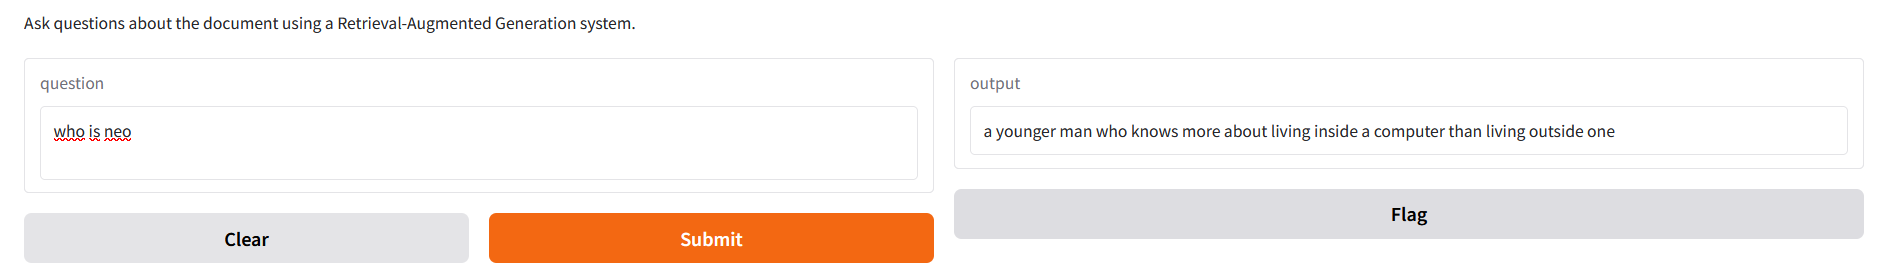 Ask questions about the document using a Retrieval-Augmented Generation system.
question
who is neo
Clear
Submit
output
a younger man who knows more about living inside a computer than living outside one
Flag